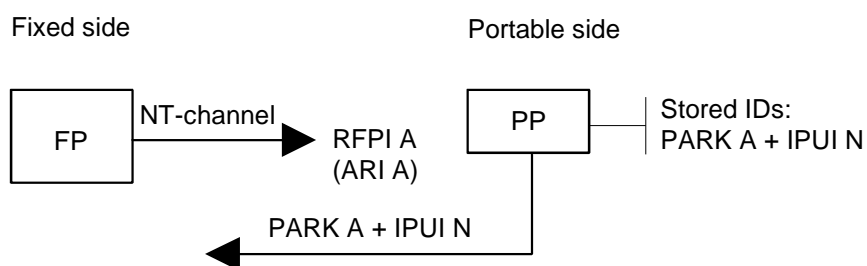 Fixed side
Portable side
FP
NT-channel
RFPI A
(ARI A)
PP
Stored IDs:
PARK A + IPUI N
PARK A + IPUI N